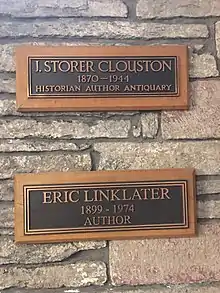 J. STORER CLOUSTON
1870—1944
HISTORIAN AUTHOR ANTIQUARY
ERIC LINKLATER
1899 - 1974
AUTHOR